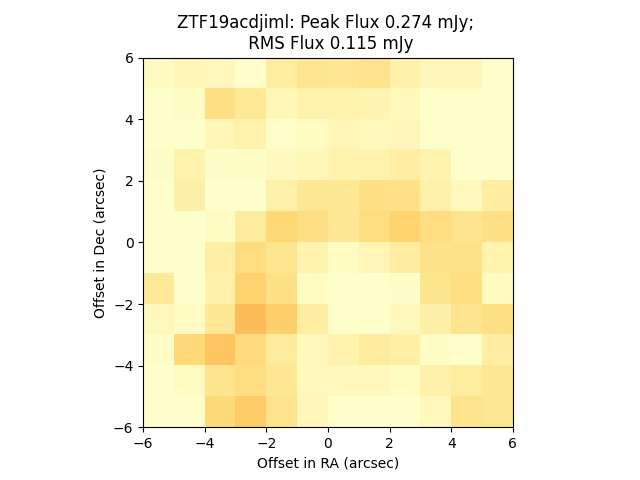 ZTF19acdjiml: Peak Flux 0.274 mJy;
RMS Flux 0.115 mJy
6
4
2
0
−2
−4
−6
Offset in Dec (arcsec)
−6 −4 −2 0 2 4 6
Offset in RA (arcsec)